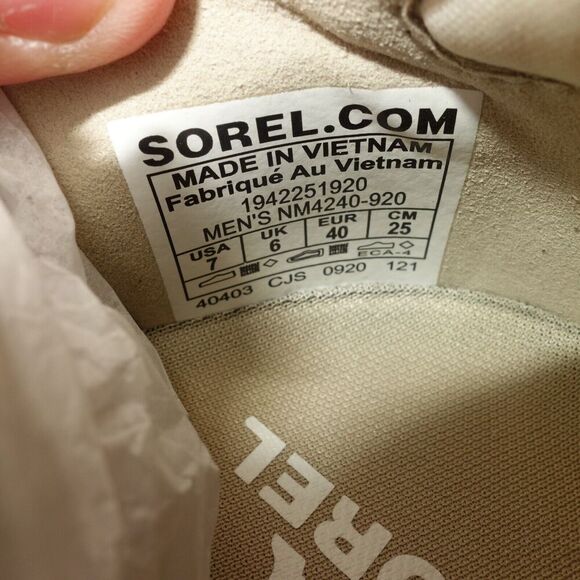 SOREL.COM
MADE IN VIETNAM
Fabriqué Au Vietnam
1942251920
MEN'S NM4240-920
USA UK EUR CM
7 6 40 25
ECA-4
40403 CJS 0920 121
OREL